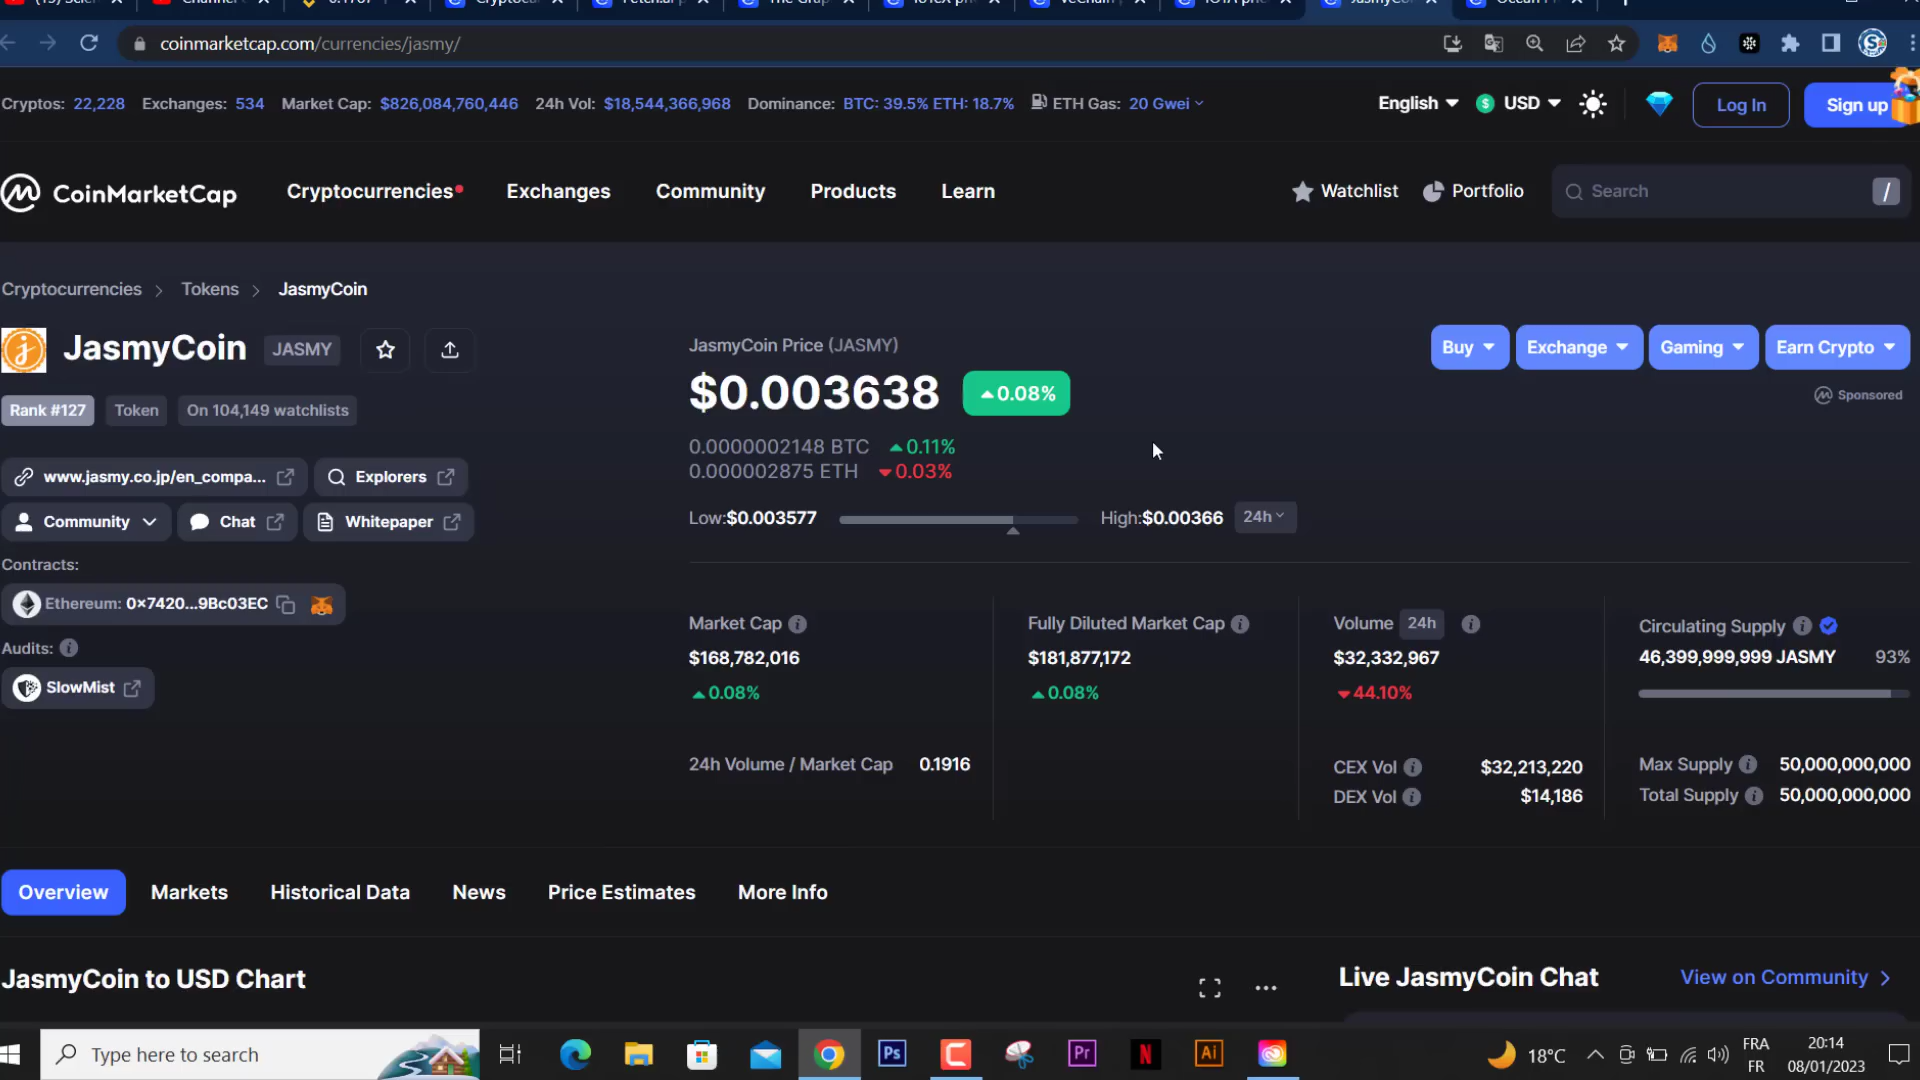 coinmarketcap.com/currencies/jasmy/
Cryptos: 22,228 Exchanges: 534 Market Cap: $826,084,760,446 24h Vol: $18,544,366,968 Dominance: BTC: 39.5% ETH: 18.7% ETH Gas: 20 Gwei English USD Log In Sign up
CoinMarketCap Cryptocurrencies Exchanges Community Products Learn Watchlist Portfolio Search /
Cryptocurrencies > Tokens > JasmyCoin
JasmyCoin JASMY
Rank #127 Token On 104,149 watchlists
www.jasmy.co.jp/en_compa... Explorers
Community Chat Whitepaper
Contracts:
Ethereum: 0x7420...9Bc03EC
Audits:
SlowMist
JasmyCoin Price (JASMY)
$0.003638 0.08%
0.0000002148 BTC 0.11%
0.000002875 ETH 0.03%
Low:$0.003577 High:$0.00366 24h
Buy Exchange Gaming Earn Crypto
Sponsored
Market Cap
$168,782,016
0.08%
24h Volume / Market Cap 0.1916
Fully Diluted Market Cap
$181,877,172
0.08%
Volume 24h
$32,332,967
44.10%
CEX Vol $32,213,220
DEX Vol $14,186
Circulating Supply
46,399,999,999 JASMY 93%
Max Supply 50,000,000,000
Total Supply 50,000,000,000
Overview Markets Historical Data News Price Estimates More Info
JasmyCoin to USD Chart
Live JasmyCoin Chat View on Community >
Type here to search
Ps Pr N Ai
18°C
FRA
FR
20:14
08/01/2023